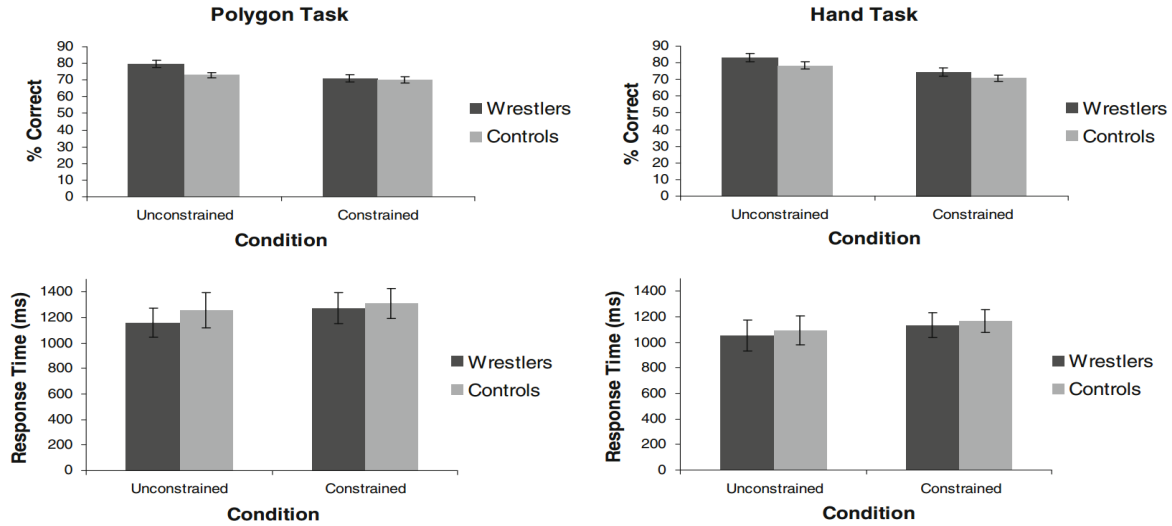 Polygon Task
90
80
70
60
50
40
30
20
10
0
% Correct
Unconstrained
Constrained
Condition
Wrestlers
Controls
Hand Task
90
80
70
60
50
40
30
20
10
0
% Correct
Unconstrained
Constrained
Condition
Wrestlers
Controls
1400
1200
1000
800
600
400
200
0
Response Time (ms)
Unconstrained
Constrained
Condition
Wrestlers
Controls
1400
1200
1000
800
600
400
200
0
Response Time (ms)
Unconstrained
Constrained
Condition
Wrestlers
Controls